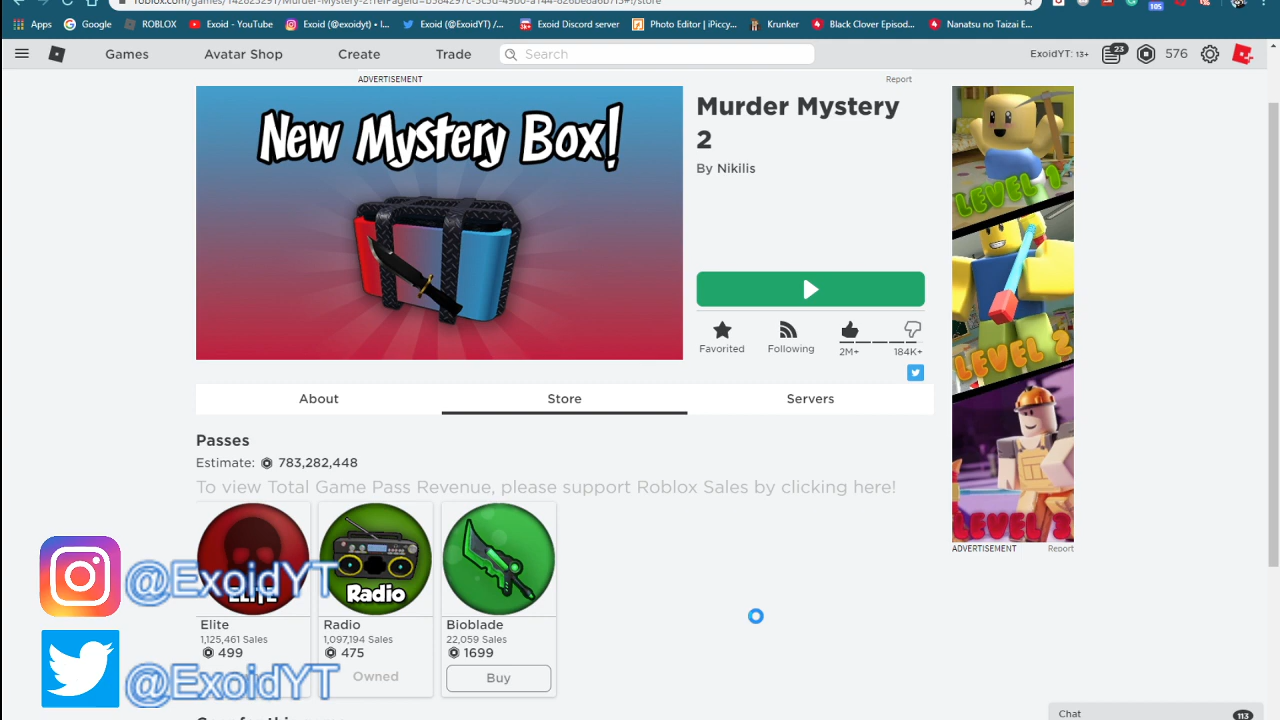 Apps Google ROBLOX Exoid - YouTube Exoid (@exoidyt) • I... Exoid (@ExoidYT) /... Exoid Discord server Photo Editor | iPiccy... Krunker Black Clover Episod... Nanatsu no Taizai E...
Games Avatar Shop Create Trade Search ExoidYT: 13+ 23 576
ADVERTISEMENT Report
New Mystery Box!
Murder Mystery
2
By Nikilis
Favorited Following 2M+ 184K+
LEVEL 1
LEVEL 2
LEVEL 3
ADVERTISEMENT Report
About Store Servers
Passes
Estimate: 783,282,448
To view Total Game Pass Revenue, please support Roblox Sales by clicking here!
ELITE Radio
Elite Radio Bioblade
1,125,461 Sales 1,097,194 Sales 22,059 Sales
499 475 1699
Owned Buy
@ExoidYT
@ExoidYT
Chat 113